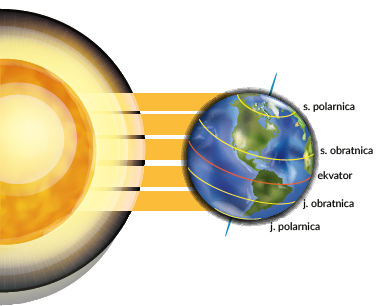 s. polarnica
s. obratnica
ekvator
j. obratnica
j. polarnica